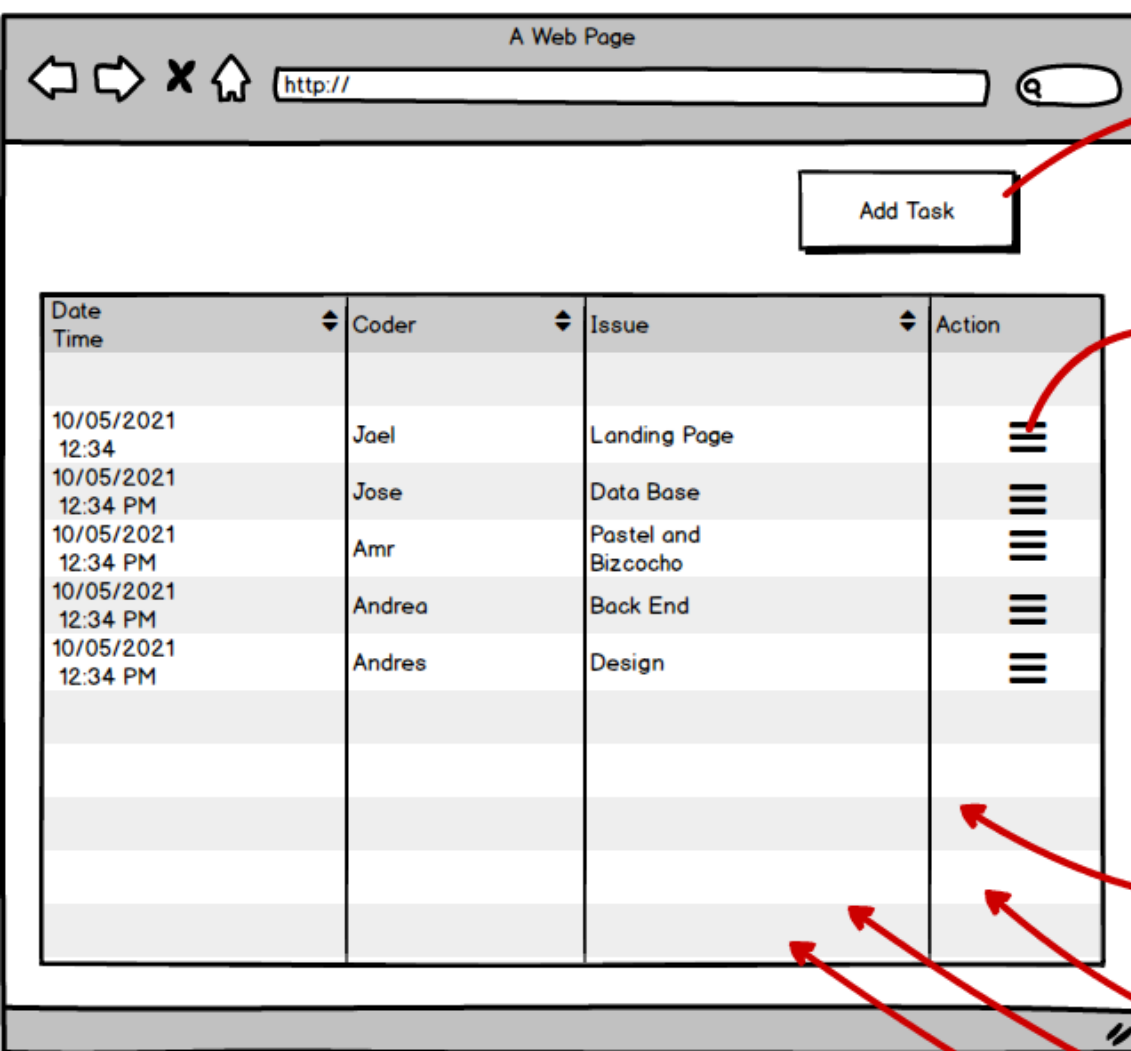 A Web Page
http://
Add Task
Date
Time
Coder
Issue
Action
10/05/2021
12:34
Jael
Landing Page
10/05/2021
12:34 PM
Jose
Data Base
10/05/2021
12:34 PM
Amr
Pastel and
Bizcocho
10/05/2021
12:34 PM
Andrea
Back End
10/05/2021
12:34 PM
Andres
Design